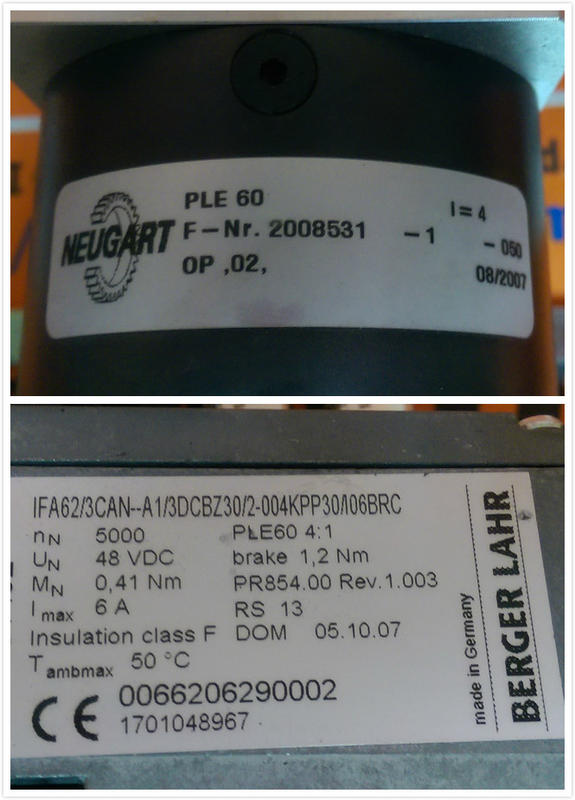 PLE 60 I=4
NEUGART F-Nr. 2008531 -1 -050
OP ,02, 08/2007
IFA62/3CAN--A1/3DCBZ30/2-004KPP30/I06BRC
nN 5000 PLE60 4:1
UN 48 VDC brake 1,2 Nm
MN 0,41 Nm PR854.00 Rev.1.003
Imax 6 A RS 13
Insulation class F DOM 05.10.07
Tambmax 50 °C
CE 0066206290002
1701048967
made in Germany
BERGER LAHR